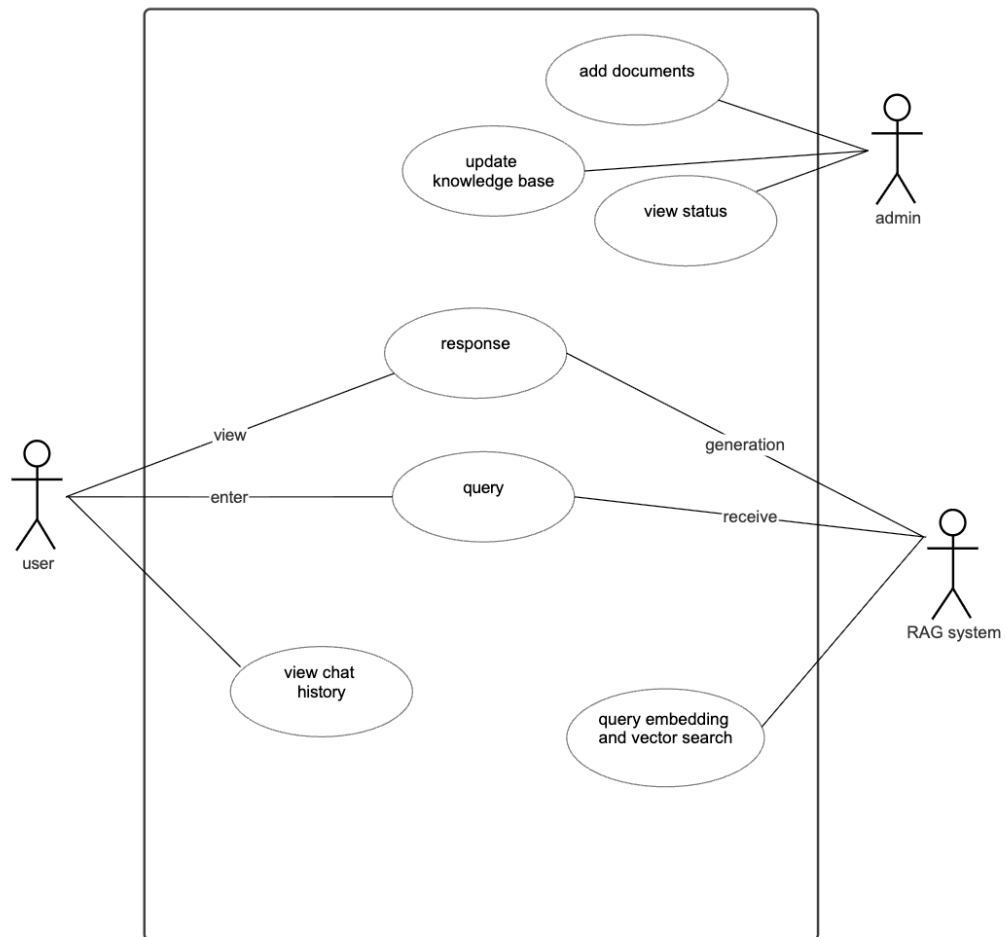 add documents
update
knowledge base
view status
admin
response
view
generation
enter
query
receive
user
RAG system
view chat
history
query embedding
and vector search